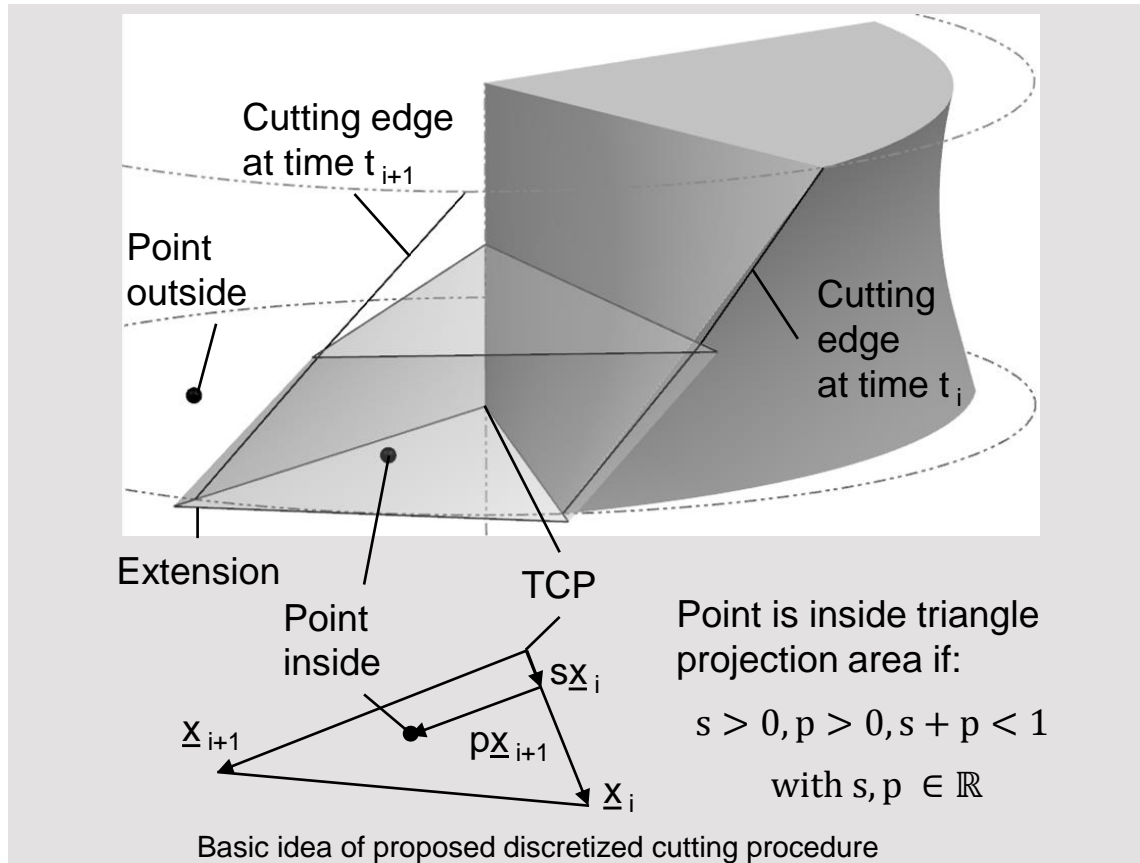 Cutting edge
at time t i+1
Point
outside
Cutting
edge
at time t i
Extension
TCP
Point
inside
Point is inside triangle
projection area if:
sx i
s > 0, p > 0, s + p < 1
x i+1
px i+1
with s, p ∈ ℝ
x i
Basic idea of proposed discretized cutting procedure